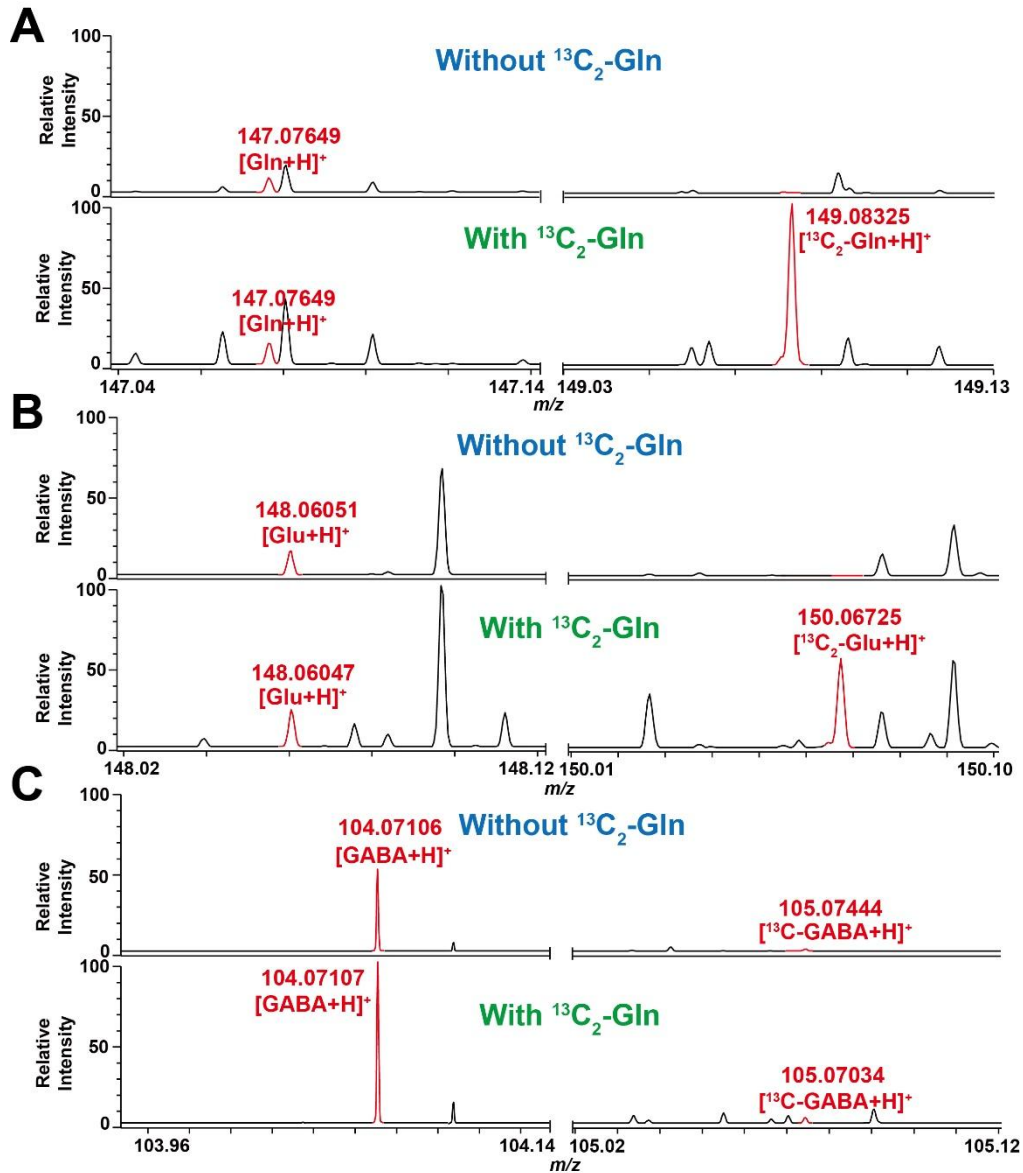 A
100
50
0
Relative
Intensity
Without ¹³C₂-Gln
147.07649
[Gln+H]⁺
100
50
0
Relative
Intensity
With ¹³C₂-Gln
147.07649
[Gln+H]⁺
149.08325
[¹³C₂-Gln+H]⁺
147.04 147.14 149.03 149.13
m/z
B
100
50
0
Relative
Intensity
Without ¹³C₂-Gln
148.06051
[Glu+H]⁺
100
50
0
Relative
Intensity
With ¹³C₂-Gln
148.06047
[Glu+H]⁺
150.06725
[¹³C₂-Glu+H]⁺
148.02 148.12 150.01 150.10
m/z
C
100
50
0
Relative
Intensity
104.07106
[GABA+H]⁺
Without ¹³C₂-Gln
105.07444
[¹³C-GABA+H]⁺
100
50
0
Relative
Intensity
104.07107
[GABA+H]⁺
With ¹³C₂-Gln
105.07034
[¹³C-GABA+H]⁺
103.96 104.14 105.02 105.12
m/z